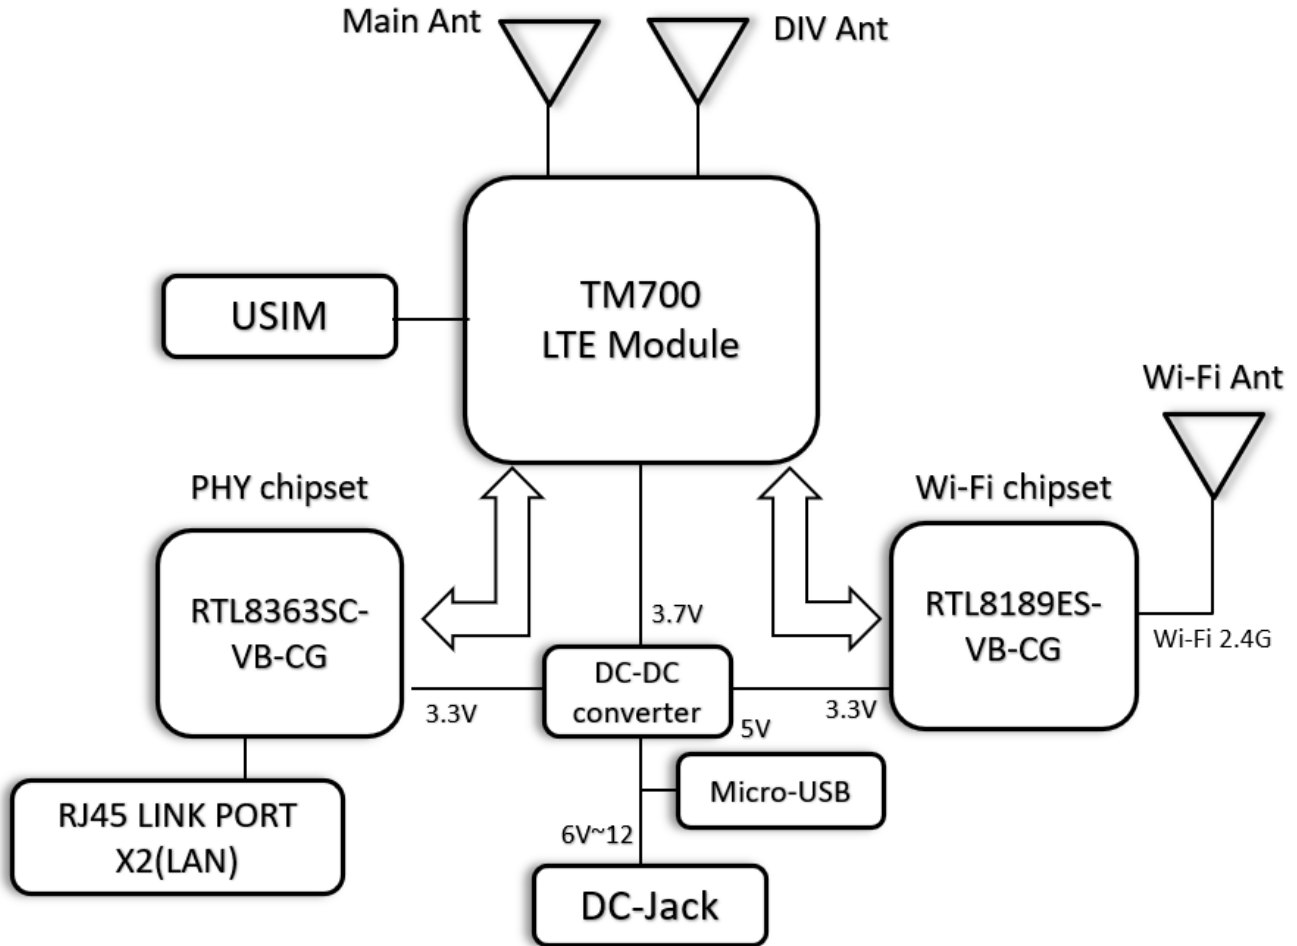 Main Ant
DIV Ant
TM700
LTE Module
USIM
Wi-Fi Ant
PHY chipset
Wi-Fi chipset
RTL8363SC-
VB-CG
RTL8189ES-
VB-CG
3.7V
Wi-Fi 2.4G
DC-DC
converter
3.3V
3.3V
5V
Micro-USB
RJ45 LINK PORT
X2(LAN)
6V~12
DC-Jack